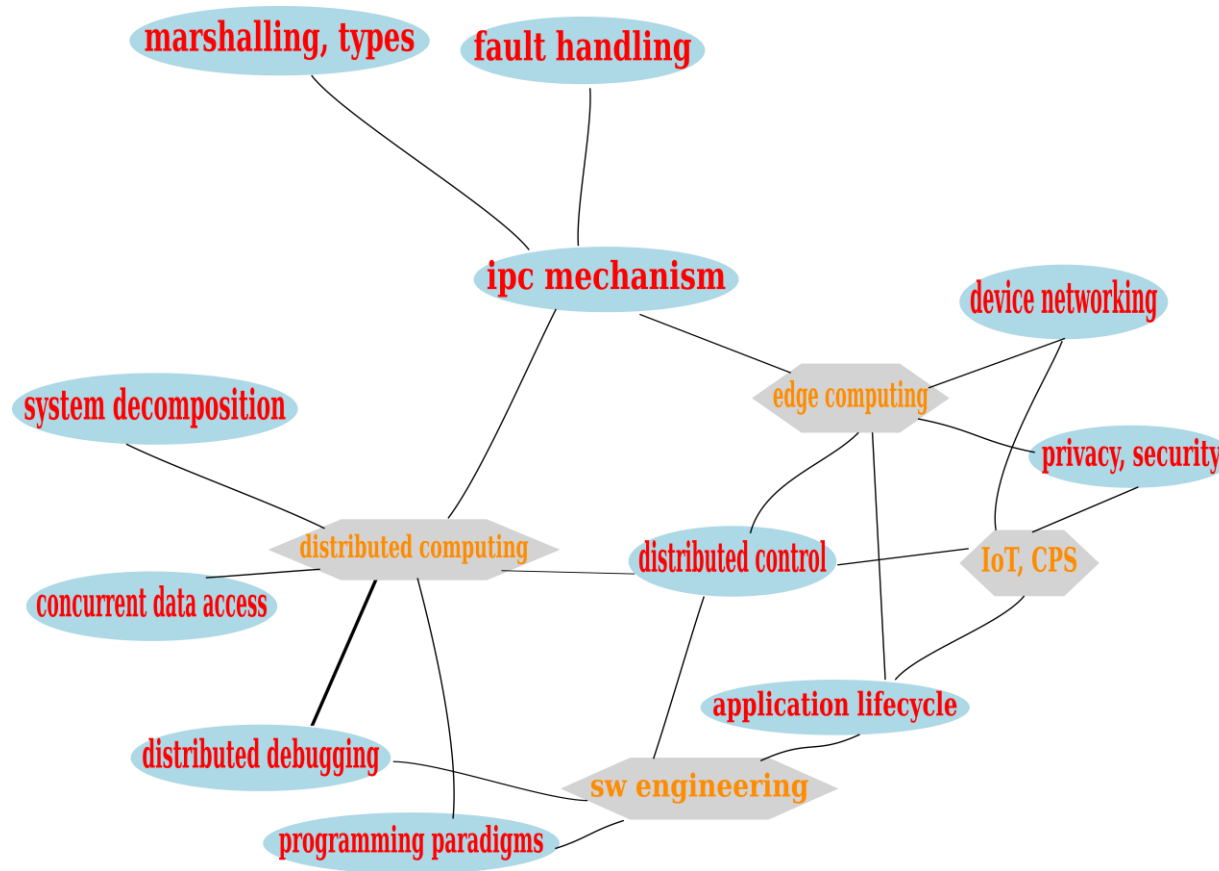 marshalling, types
fault handling
ipc mechanism
device networking
edge computing
system decomposition
privacy, security
distributed computing
distributed control
IoT, CPS
concurrent data access
application lifecycle
distributed debugging
sw engineering
programming paradigms